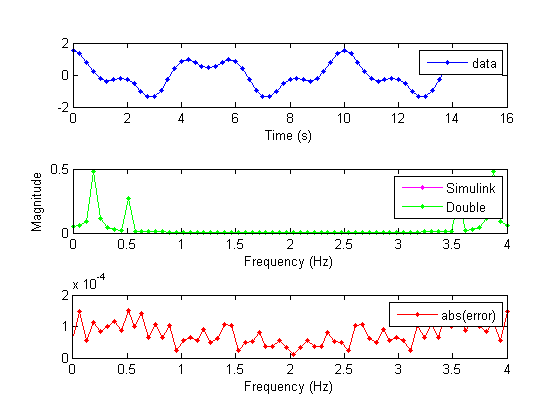 2
0
-2
data
0 2 4 6 8 10 12 14 16
Time (s)
Magnitude
0.5
0
Simulink
Double
0 0.5 1 1.5 2 2.5 3 3.5 4
Frequency (Hz)
x 10^-4
2
1
0
abs(error)
0 0.5 1 1.5 2 2.5 3 3.5 4
Frequency (Hz)